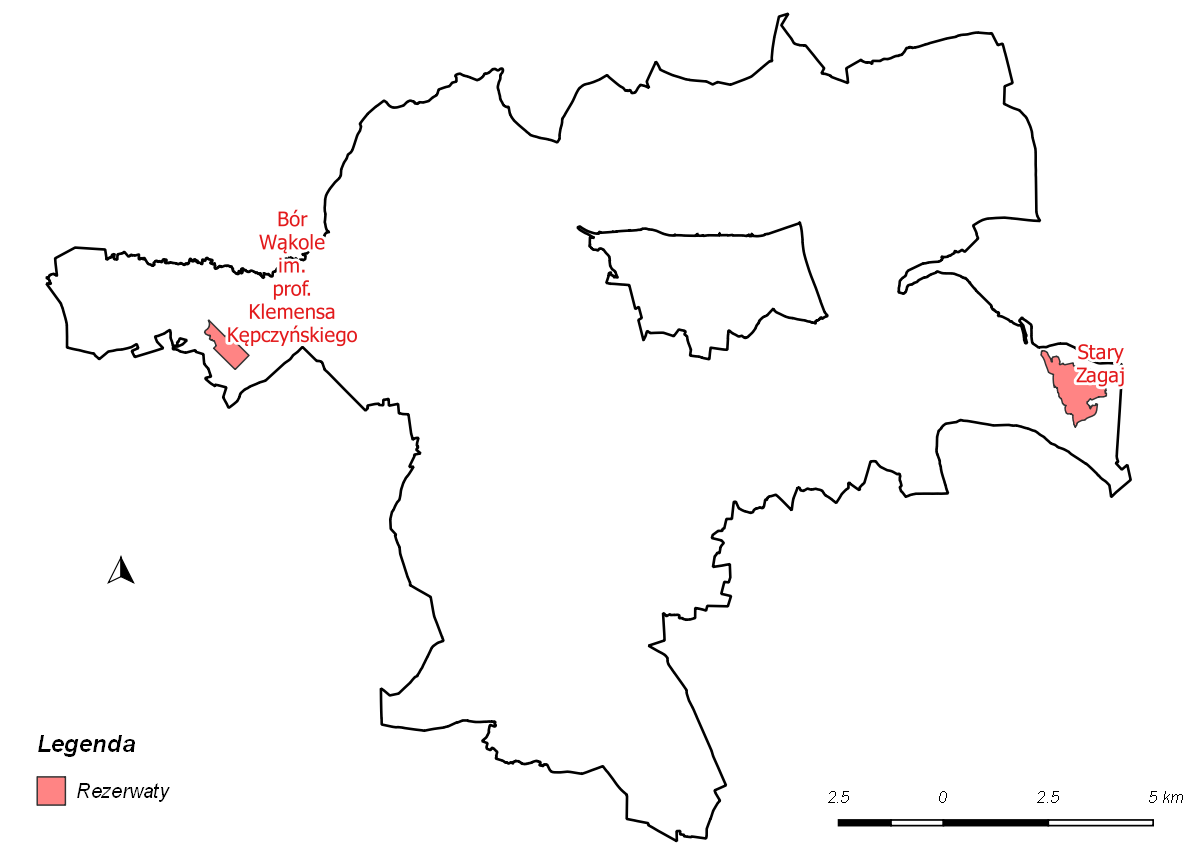 Bór
Wąkole
im.
prof.
Klemensa
Kępczyńskiego
Stary
Zagaj
Legenda
Rezerwaty
2.5 0 2.5 5 km